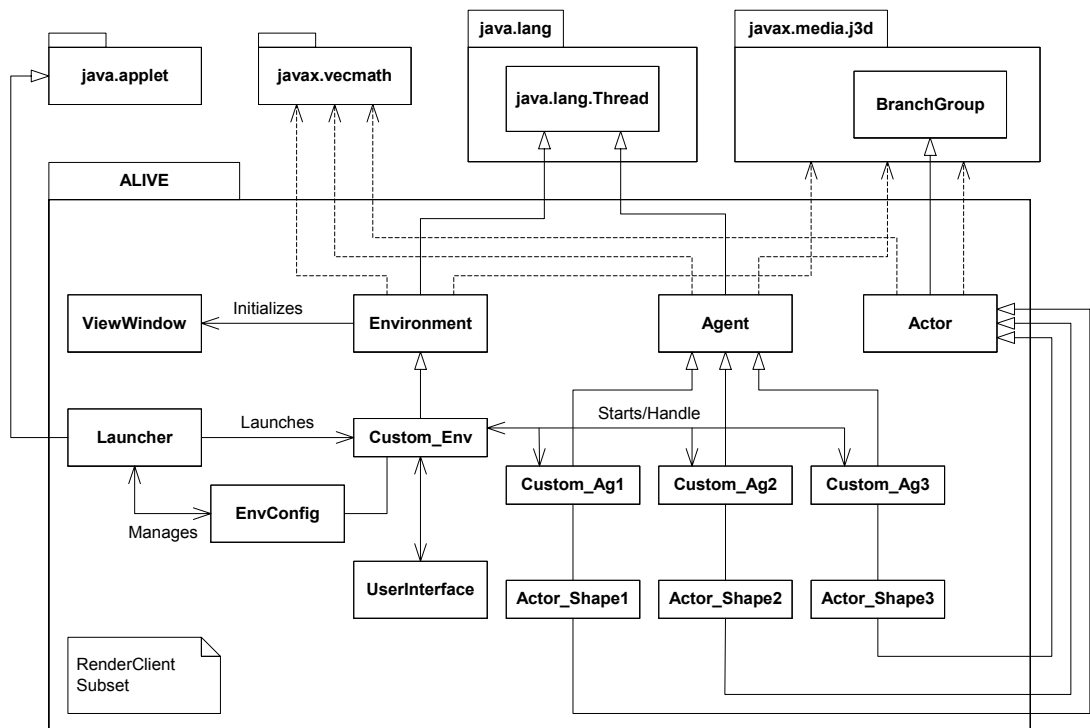 java.lang
javax.media.j3d
java.applet
javax.vecmath
java.lang.Thread
BranchGroup
ALIVE
ViewWindow
Initializes
Environment
Agent
Actor
Launcher
Launches
Custom_Env
Starts/Handle
Custom_Ag1
Custom_Ag2
Custom_Ag3
Manages
EnvConfig
UserInterface
Actor_Shape1
Actor_Shape2
Actor_Shape3
RenderClient
Subset